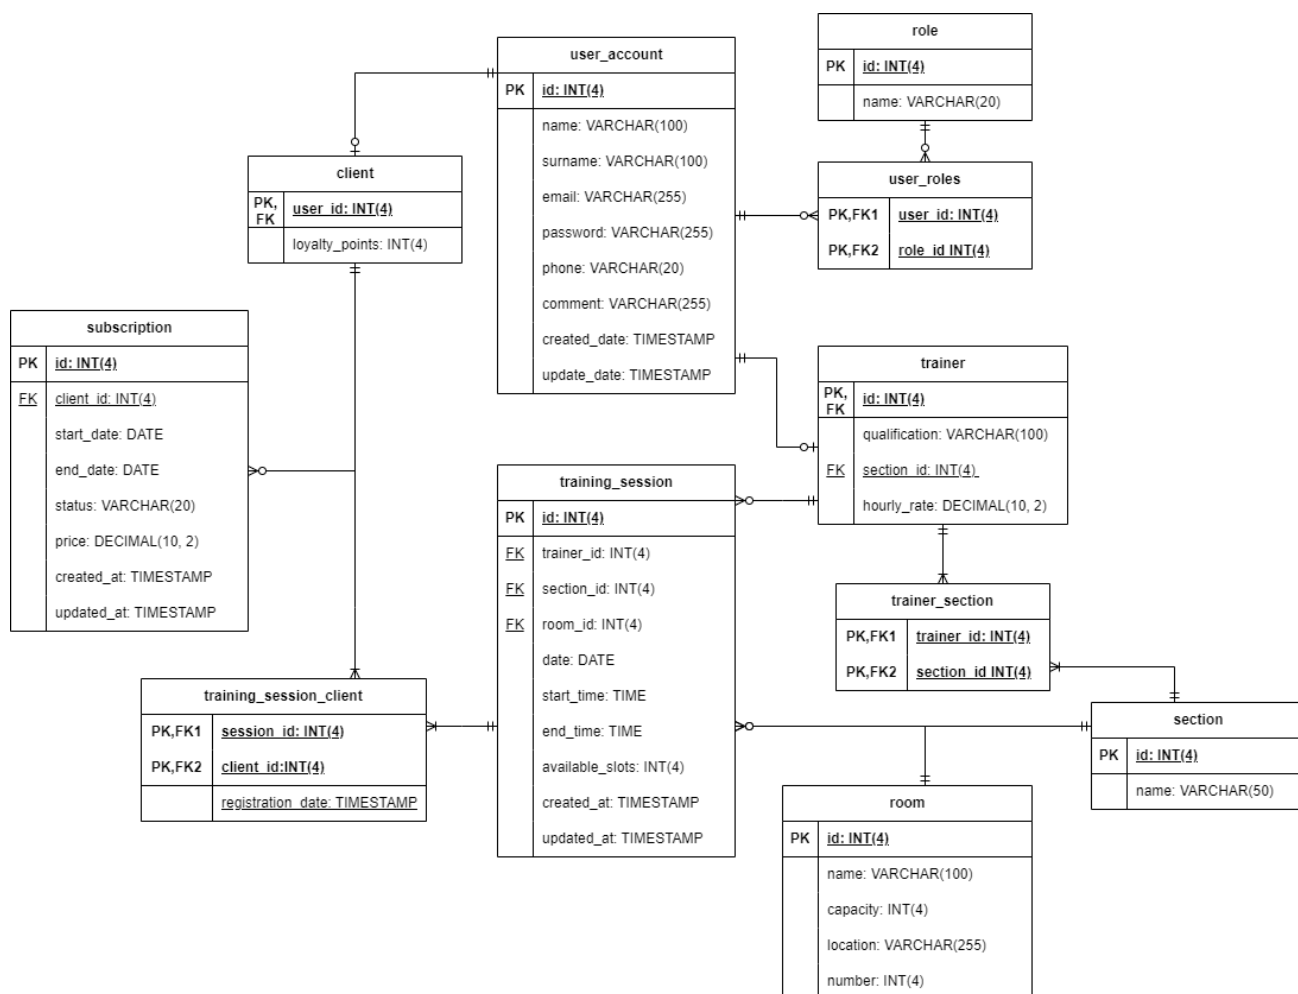 role
PK id: INT(4)
name: VARCHAR(20)
user_account
PK id: INT(4)
name: VARCHAR(100)
surname: VARCHAR(100)
email: VARCHAR(255)
password: VARCHAR(255)
phone: VARCHAR(20)
comment: VARCHAR(255)
created_date: TIMESTAMP
update_date: TIMESTAMP
client
PK, FK user_id: INT(4)
loyalty_points: INT(4)
user_roles
PK,FK1 user_id: INT(4)
PK,FK2 role_id INT(4)
subscription
PK id: INT(4)
FK client_id: INT(4)
start_date: DATE
end_date: DATE
status: VARCHAR(20)
price: DECIMAL(10, 2)
created_at: TIMESTAMP
updated_at: TIMESTAMP
trainer
PK, FK id: INT(4)
qualification: VARCHAR(100)
FK section_id: INT(4)
hourly_rate: DECIMAL(10, 2)
training_session
PK id: INT(4)
FK trainer_id: INT(4)
FK section_id: INT(4)
FK room_id: INT(4)
date: DATE
start_time: TIME
end_time: TIME
available_slots: INT(4)
created_at: TIMESTAMP
updated_at: TIMESTAMP
trainer_section
PK,FK1 trainer_id: INT(4)
PK,FK2 section_id INT(4)
training_session_client
PK,FK1 session_id: INT(4)
PK,FK2 client_id:INT(4)
registration_date: TIMESTAMP
section
PK id: INT(4)
name: VARCHAR(50)
room
PK id: INT(4)
name: VARCHAR(100)
capacity: INT(4)
location: VARCHAR(255)
number: INT(4)